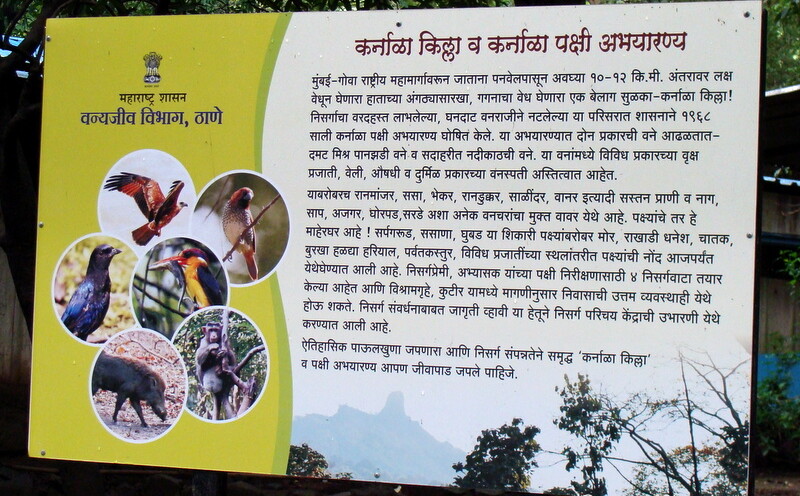 महाराष्ट्र शासन
वन्यजीव विभाग, ठाणे
कर्नाळा किल्ला व कर्नाळा पक्षी अभयारण्य
मुंबई-गोवा राष्ट्रीय महामार्गावरून जाताना पनवेलपासून अवघ्या १०-१२ कि.मी. अंतरावर लक्ष
वेधून घेणारा हाताच्या अंगठ्यासारखा, गगनाचा वेध घेणारा एक बेलाग सुळका-कर्नाळा किल्ला!
निसर्गाचा वरदहस्त लाभलेल्या, घनदाट वनराजीने नटलेल्या या परिसरात शासनाने १९६८
साली कर्नाळा पक्षी अभयारण्य घोषित केले. या अभयारण्यात दोन प्रकारची वने आढळतात-
दमट मिश्र पानझडी वने व सदाहरीत नदीकाठची वने. या वनांमध्ये विविध प्रकारच्या वृक्ष
प्रजाती, वेली, औषधी व दुर्मिळ प्रकारच्या वनस्पती अस्तित्वात आहेत.
याबरोबरच रानमांजर, ससा, भेकर, रानडुक्कर, साळींदर, वानर इत्यादी सस्तन प्राणी व नाग,
साप, अजगर, घोरपड,सरडे अशा अनेक वनचरांचा मुक्त वावर येथे आहे. पक्ष्यांचे तर हे
माहेरघर आहे ! सर्पगरूड, ससाणा, घुबड या शिकारी पक्ष्यांबरोबर मोर, राखाडी धनेश, चातक,
बुरखा हळद्या हरियाल, पर्वतकस्तुर, विविध प्रजातींच्या स्थलांतरीत पक्ष्यांची नोंद आजपर्यंत
येथेघेण्यात आली आहे. निसर्गप्रेमी, अभ्यासक यांच्या पक्षी निरीक्षणासाठी ४ निसर्गवाटा तयार
केल्या आहेत आणि विश्रामगृहे, कुटीर यामध्ये मागणीनुसार निवासाची उत्तम व्यवस्थाही येथे
होऊ शकते. निसर्ग संवर्धनाबाबत जागृती व्हावी या हेतूने निसर्ग परिचय केंद्राची उभारणी येथे
करण्यात आली आहे.
ऐतिहासिक पाऊलखुणा जपणारा आणि निसर्ग संपन्नतेने समृद्ध 'कर्नाळा किल्ला'
व पक्षी अभयारण्य आपण जीवापाड जपले पाहिजे.